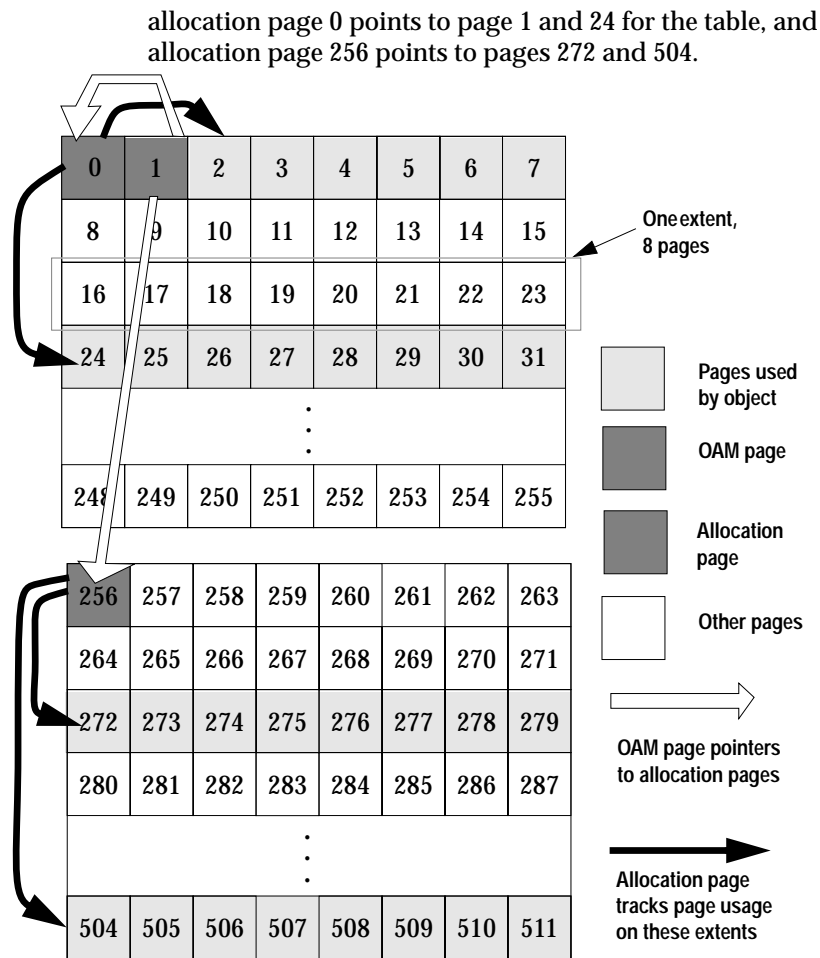 allocation page 0 points to page 1 and 24 for the table, and
allocation page 256 points to pages 272 and 504.
0 1 2 3 4 5 6 7
8 9 10 11 12 13 14 15
One extent,
8 pages
16 17 18 19 20 21 22 23
24 25 26 27 28 29 30 31
Pages used
by object
OAM page
248 249 250 251 252 253 254 255
Allocation
page
256 257 258 259 260 261 262 263
Other pages
264 265 266 267 268 269 270 271
272 273 274 275 276 277 278 279
OAM page pointers
to allocation pages
280 281 282 283 284 285 286 287
Allocation page
tracks page usage
on these extents
504 505 506 507 508 509 510 511